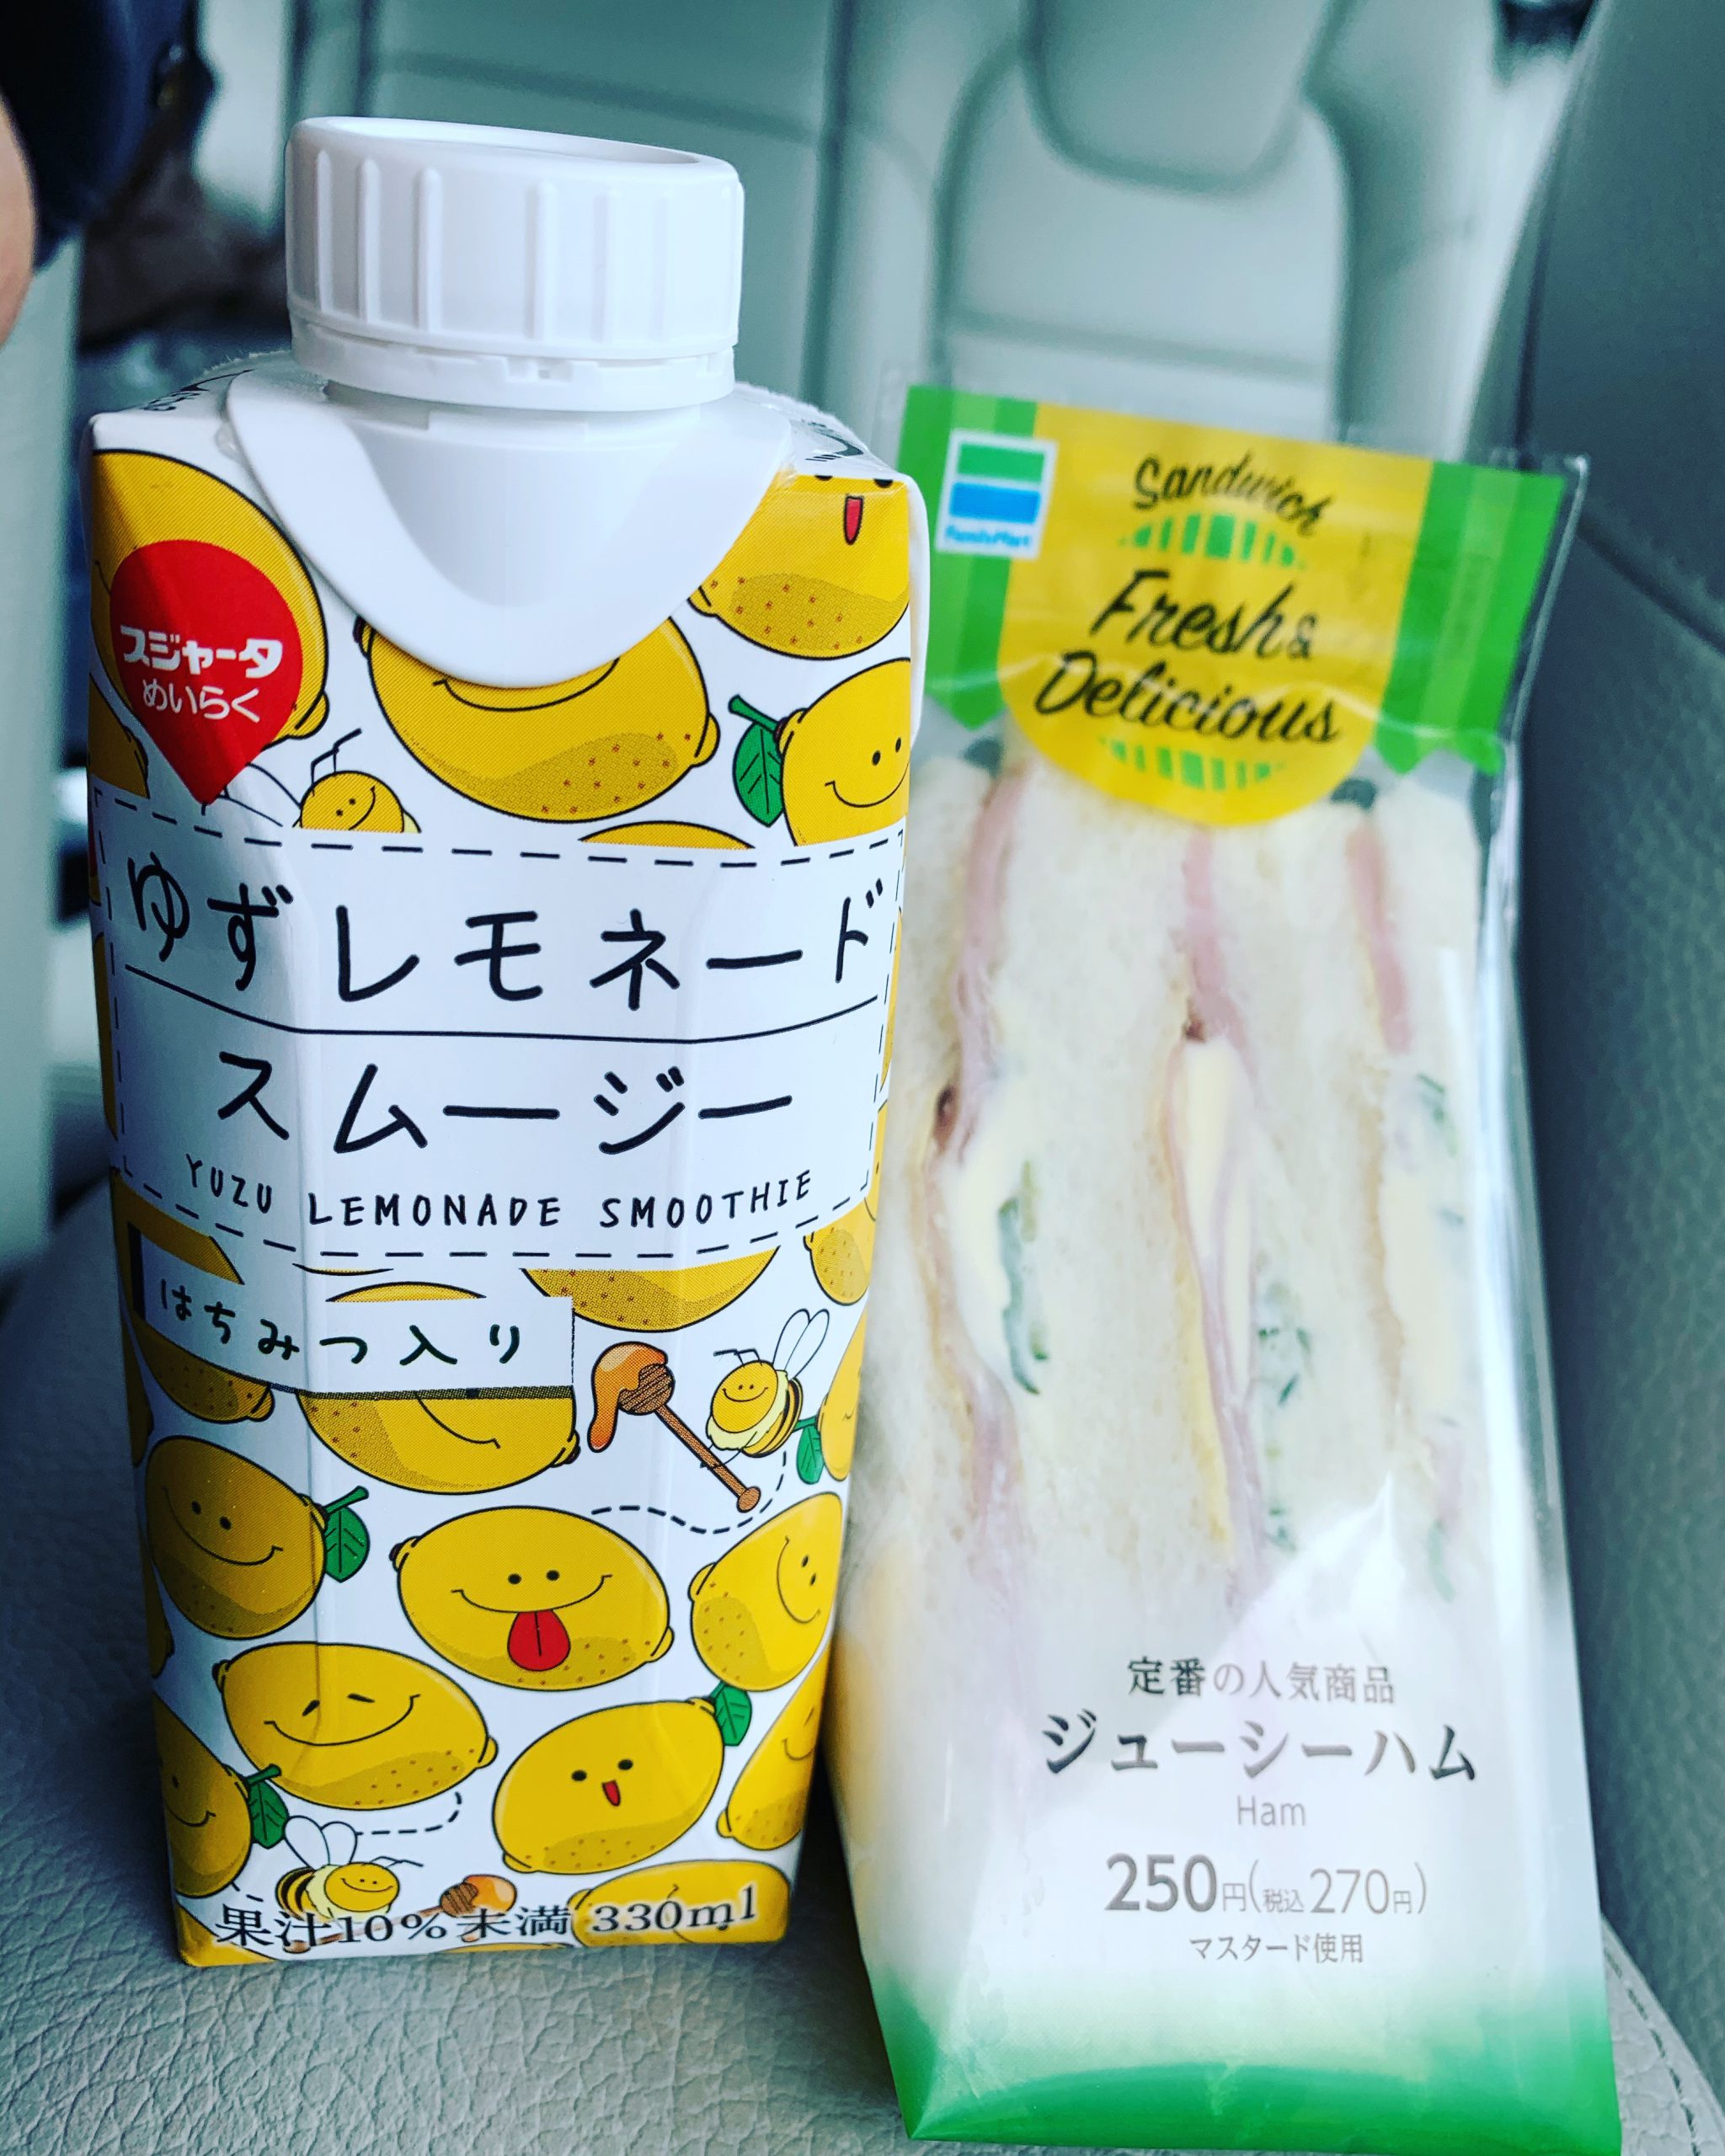 スジャータ
めいらく
ゆずレモネード
スムージー
YUZU LEMONADE SMOOTHIE
はちみつ入り
果汁10%未満 330ml
FamilyMart
Sandwich
Fresh&
Delicious
定番の人気商品
ジューシーハム
Ham
250円(税込270円)
マスタード使用